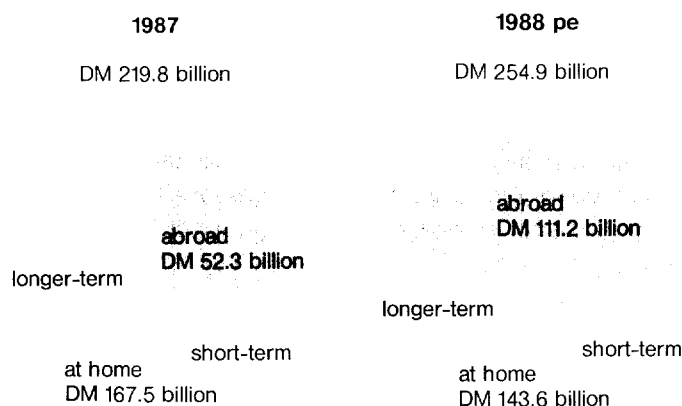 1987
1988 pe
DM 219.8 billion
DM 254.9 billion
abroad
DM 52.3 billion
abroad
DM 111.2 billion
longer-term
longer-term
short-term
short-term
at home
DM 167.5 billion
at home
DM 143.6 billion